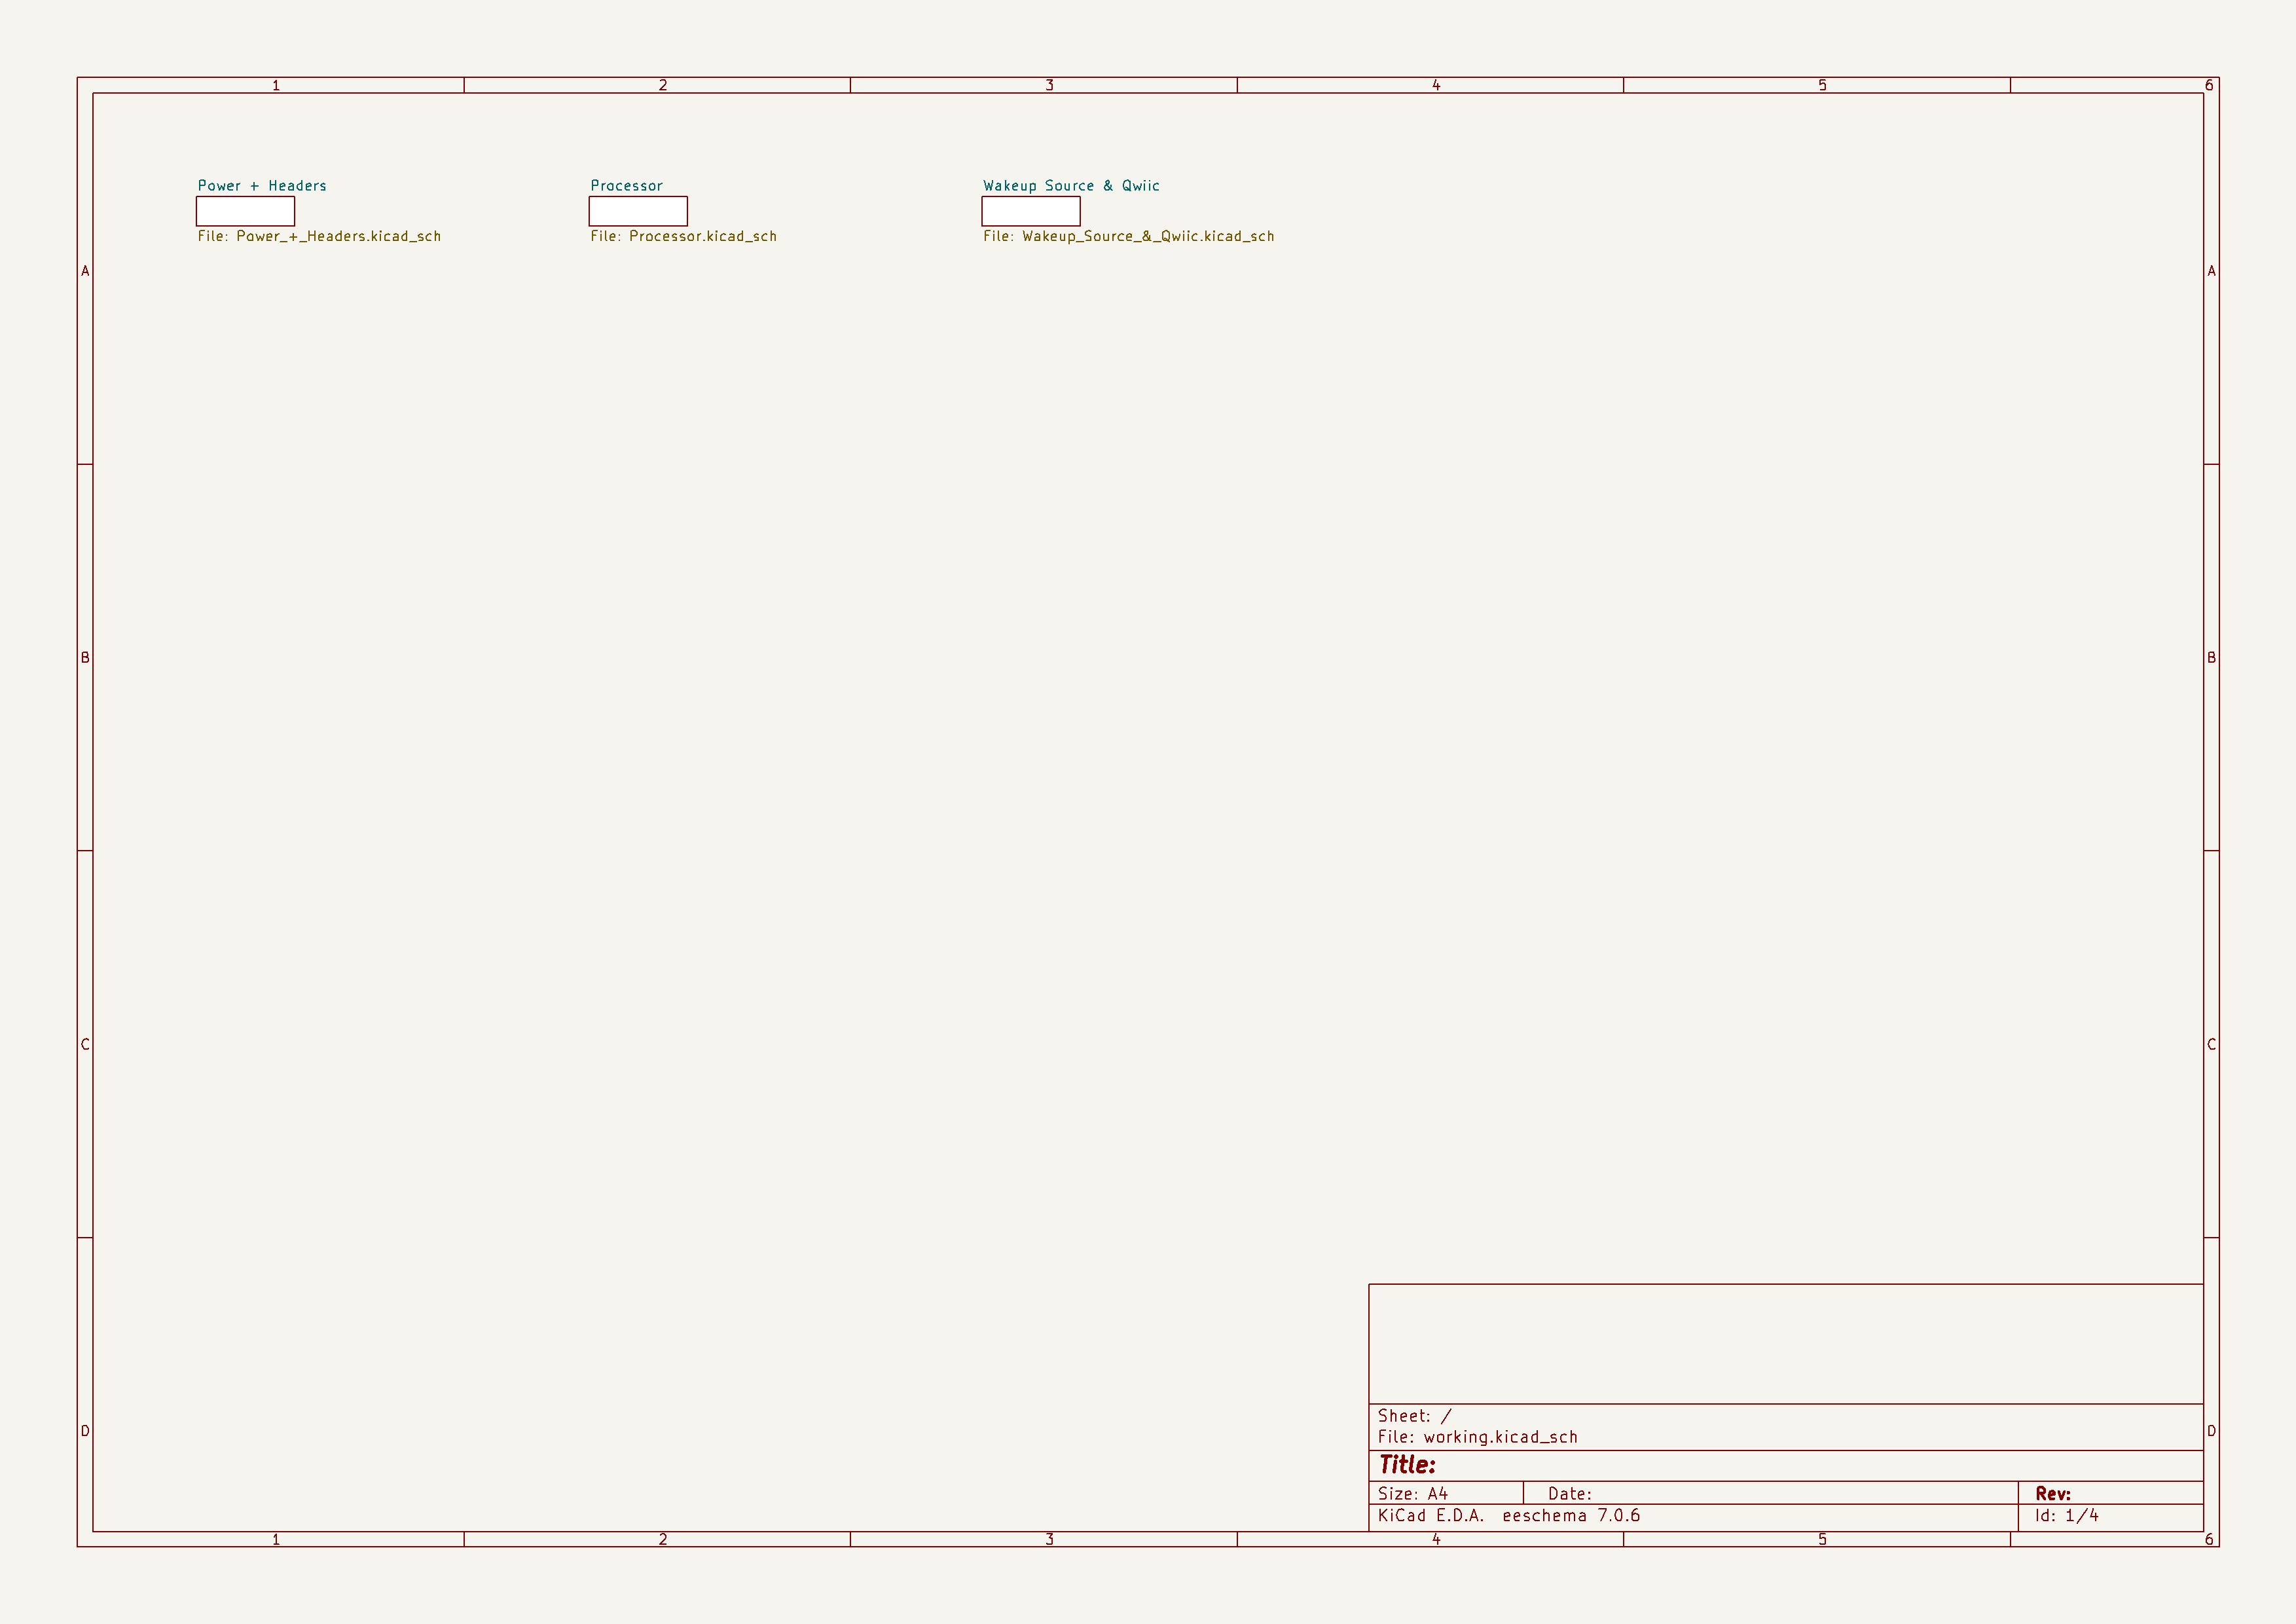 1 2 3 4 5 6
Power + Headers
File: Power_+_Headers.kicad_sch
Processor
File: Processor.kicad_sch
Wakeup Source & Qwiic
File: Wakeup_Source_&_Qwiic.kicad_sch
A A
B B
C C
D D
Sheet: /
File: working.kicad_sch
Title:
Size: A4 Date: Rev:
KiCad E.D.A. eeschema 7.0.6 Id: 1/4
1 2 3 4 5 6